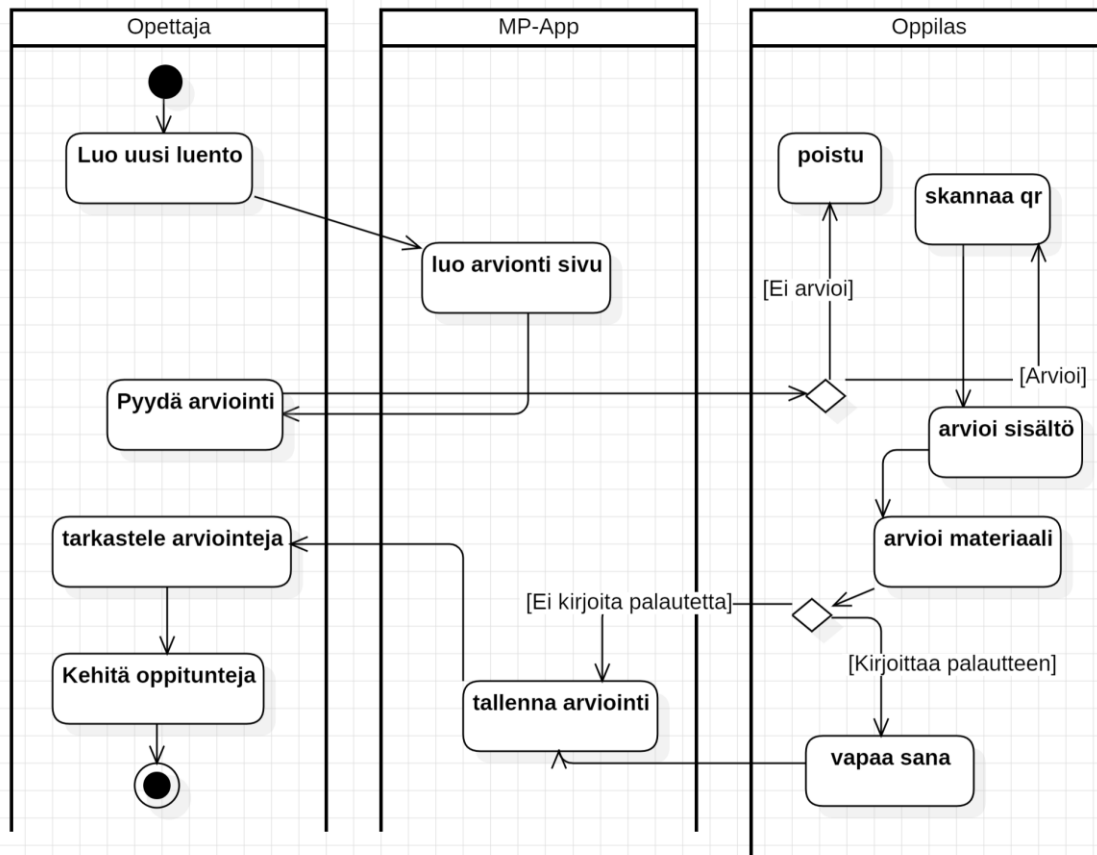 Opettaja
MP-App
Oppilas
Luo uusi luento
poistu
skannaa qr
luo arvionti sivu
[Ei arvioi]
[Arvioi]
Pyydä arviointi
arvioi sisältö
tarkastele arviointeja
arvioi materiaali
[Ei kirjoita palautetta]
[Kirjoittaa palautteen]
Kehitä oppitunteja
tallenna arviointi
vapaa sana